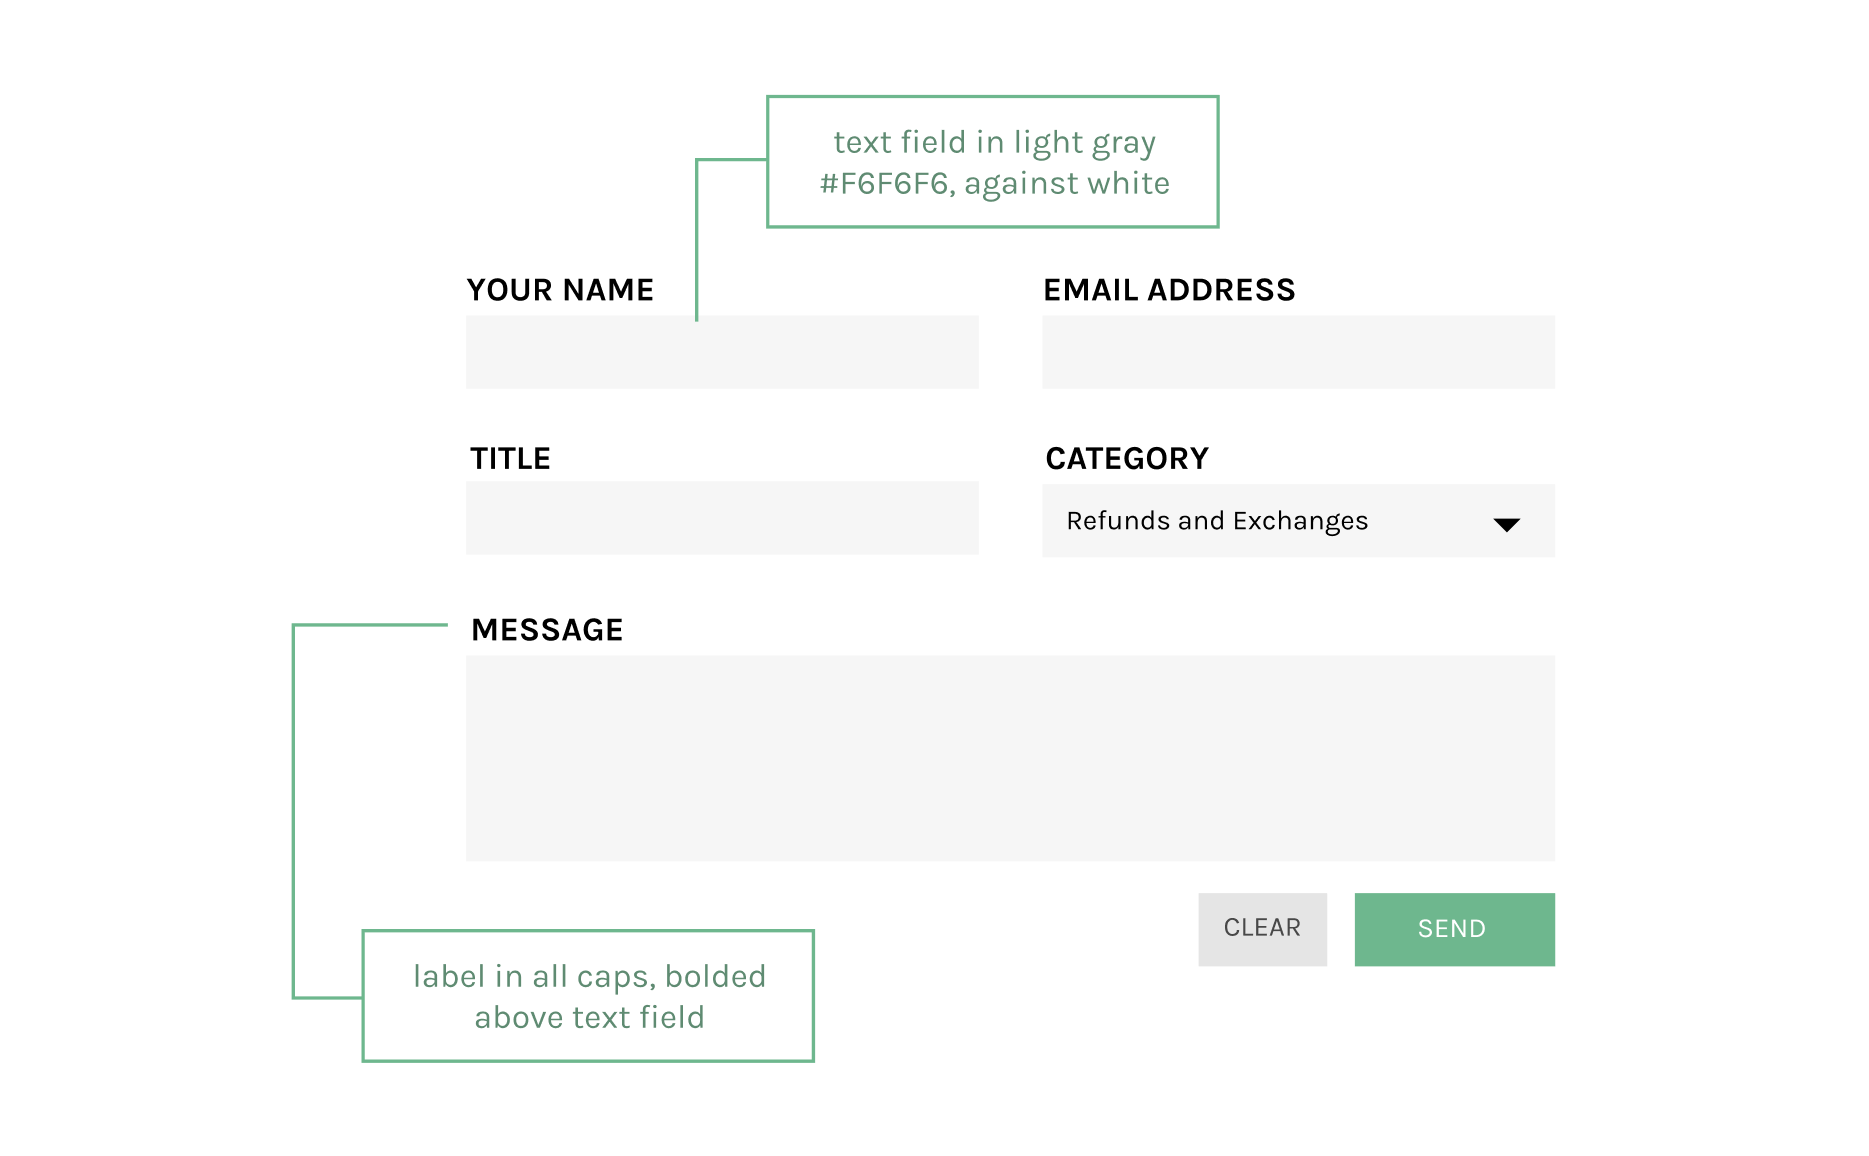 text field in light gray
#F6F6F6, against white
YOUR NAME
EMAIL ADDRESS
TITLE
CATEGORY
Refunds and Exchanges
MESSAGE
CLEAR
SEND
label in all caps, bolded
above text field